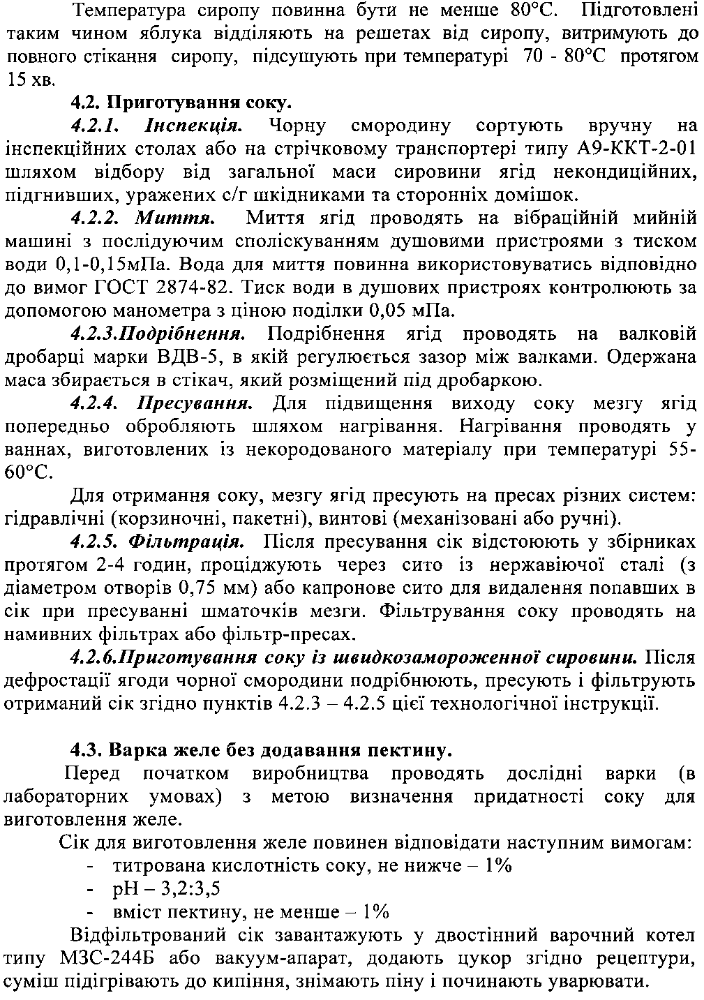 Температура сиропу повинна бути не менше 80°С. Підготовлені
таким чином яблука відділяють на решетах від сиропу, витримують до
повного стікання сиропу, підсушують при температурі 70 - 80°С протягом
15 хв.
4.2. Приготування соку.
4.2.1. Інспекція. Чорну смородину сортують вручну на
інспекційних столах або на стрічковому транспортері типу А9-ККТ-2-01
шляхом відбору від загальної маси сировини ягід некондиційних,
підгнивших, уражених с/г шкідниками та сторонніх домішок.
4.2.2. Миття. Миття ягід проводять на вібраційній мийній
машині з послідуючим споліскуванням душовими пристроями з тиском
води 0,1-0,15мПа. Вода для миття повинна використовуватись відповідно
до вимог ГОСТ 2874-82. Тиск води в душових пристроях контролюють за
допомогою манометра з ціною поділки 0,05 мПа.
4.2.3.Подрібнення. Подрібнення ягід проводять на валковій
дробарці марки ВДВ-5, в якій регулюється зазор між валками. Одержана
маса збирається в стікач, який розміщений під дробаркою.
4.2.4. Пресування. Для підвищення виходу соку мезгу ягід
попередньо обробляють шляхом нагрівання. Нагрівання проводять у
ваннах, виготовлених із некородованого матеріалу при температурі 55-
60°С.
Для отримання соку, мезгу ягід пресують на пресах різних систем:
гідравлічні (корзиночні, пакетні), винтові (механізовані або ручні).
4.2.5. Фільтрація. Після пресування сік відстоюють у збірниках
протягом 2-4 годин, проціджують через сито із нержавіючої сталі (з
діаметром отворів 0,75 мм) або капронове сито для видалення попавших в
сік при пресуванні шматочків мезги. Фільтрування соку проводять на
намивних фільтрах або фільтр-пресах.
4.2.6.Приготування соку із швидкозамороженної сировини. Після
дефростації ягоди чорної смородини подрібнюють, пресують і фільтрують
отриманий сік згідно пунктів 4.2.3 – 4.2.5 цієї технологічної інструкції.
4.3. Варка желе без додавання пектину.
Перед початком виробництва проводять дослідні варки (в
лабораторних умовах) з метою визначення придатності соку для
виготовлення желе.
Сік для виготовлення желе повинен відповідати наступним вимогам:
- титрована кислотність соку, не нижче – 1%
- рН – 3,2:3,5
- вміст пектину, не менше – 1%
Відфільтрований сік завантажують у двостінний варочний котел
типу МЗС-244Б або вакуум-апарат, додають цукор згідно рецептури,
суміш підігрівають до кипіння, знімають піну і починають уварювати.